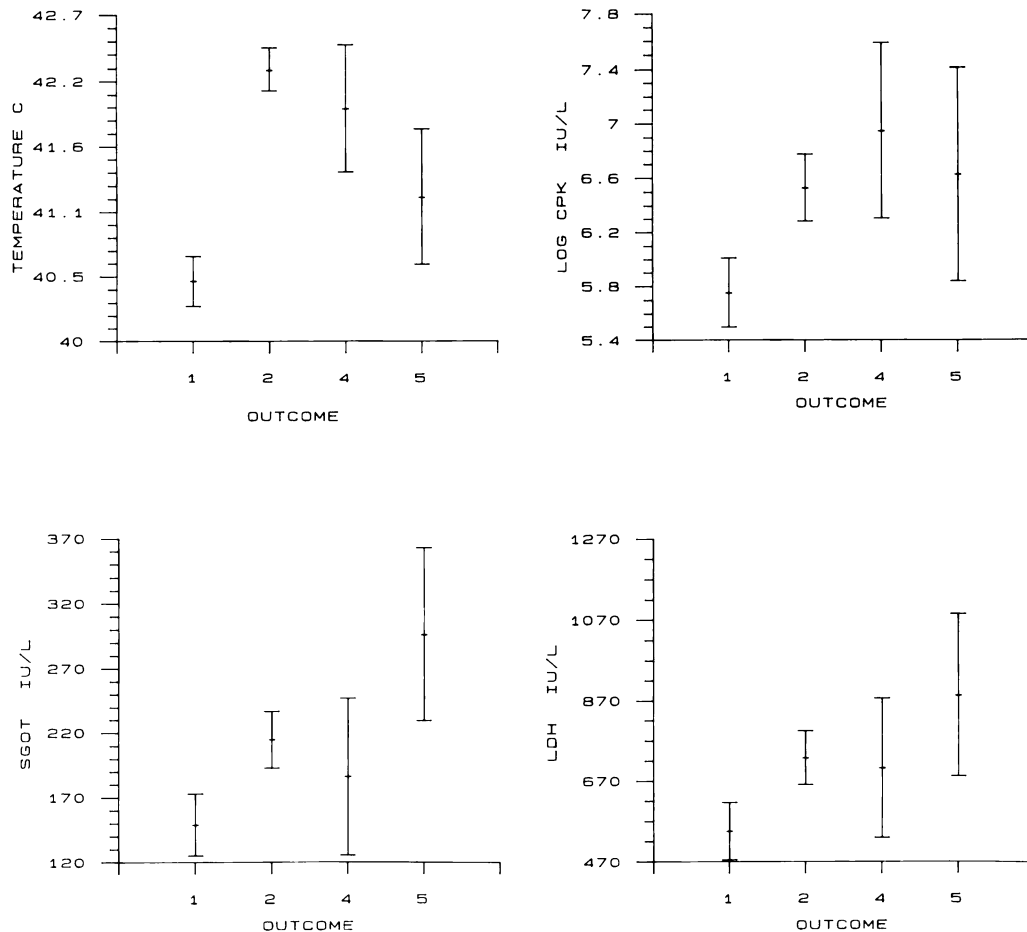 TEMPERATURE C
42.7
42.2
41.6
41.1
40.5
40
1 2 4 5
OUTCOME
LOG CPK IU/L
7.8
7.4
7
6.6
6.2
5.8
5.4
1 2 4 5
OUTCOME
SGOT IU/L
370
320
270
220
170
120
1 2 4 5
OUTCOME
LDH IU/L
1270
1070
870
670
470
1 2 4 5
OUTCOME